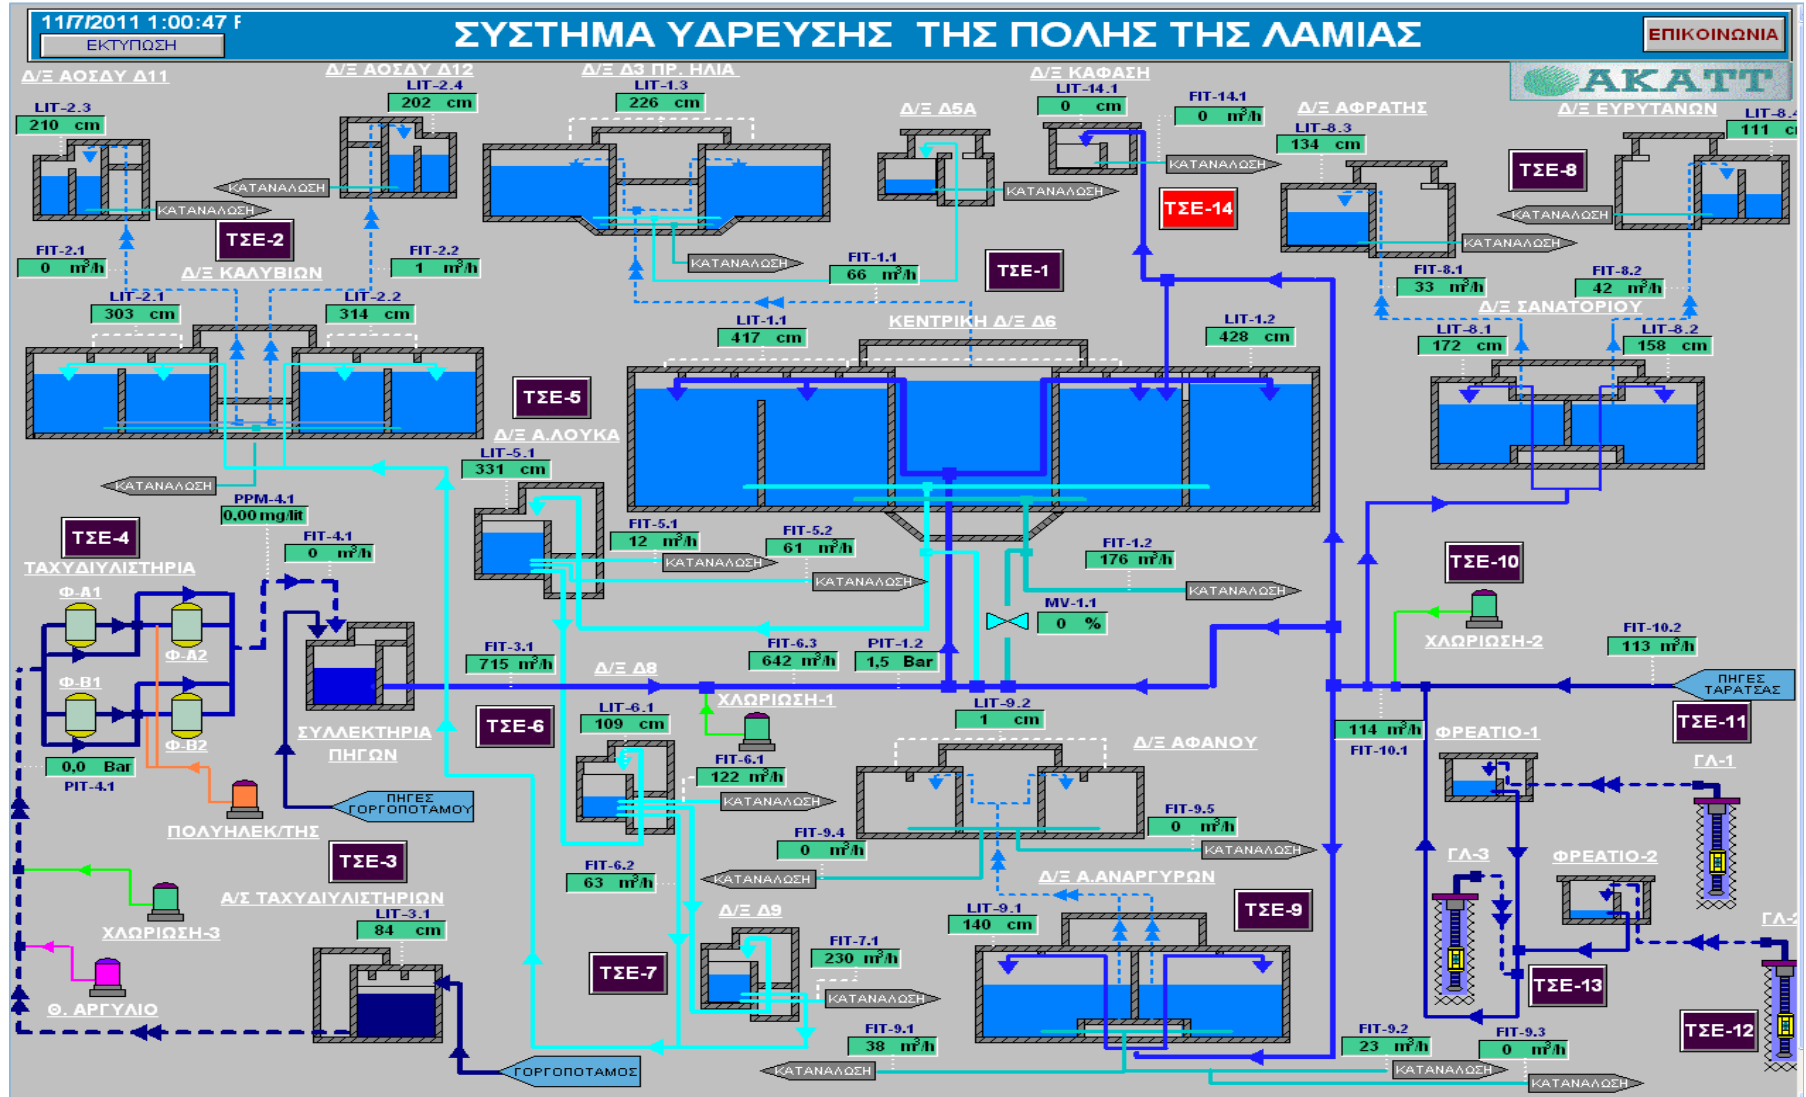 11/7/2011 1:00:47
ΕΚΤΥΠΩΣΗ
ΣΥΣΤΗΜΑ ΥΔΡΕΥΣΗΣ ΤΗΣ ΠΟΛΗΣ ΤΗΣ ΛΑΜΙΑΣ
ΕΠΙΚΟΙΝΩΝΙΑ
ΑΚΑΤΤ
Δ/Ξ ΑΟΣΔΥ Δ11
LIT-2.3
210 cm
ΚΑΤΑΝΑΛΩΣΗ
Δ/Ξ ΑΟΣΔΥ Δ12
LIT-2.4
202 cm
ΚΑΤΑΝΑΛΩΣΗ
Δ/Ξ Δ3 ΠΡ. ΗΛΙΑ
LIT-1.3
226 cm
ΚΑΤΑΝΑΛΩΣΗ
Δ/Ξ Δ5Α
ΚΑΤΑΝΑΛΩΣΗ
Δ/Ξ ΚΑΦΑΣΗ
LIT-14.1
0 cm
FIT-14.1
0 m³/h
ΚΑΤΑΝΑΛΩΣΗ
ΤΣΕ-14
Δ/Ξ ΑΦΡΑΤΗΣ
LIT-8.3
134 cm
ΚΑΤΑΝΑΛΩΣΗ
ΤΣΕ-8
Δ/Ξ ΕΥΡΥΤΑΝΩΝ
LIT-8.4
111
ΚΑΤΑΝΑΛΩΣΗ
ΤΣΕ-2
FIT-2.1
0 m³/h
FIT-2.2
1 m³/h
Δ/Ξ ΚΑΛΥΒΙΩΝ
LIT-2.1
303 cm
LIT-2.2
314 cm
ΚΑΤΑΝΑΛΩΣΗ
FIT-1.1
66 m³/h
ΤΣΕ-1
ΚΕΝΤΡΙΚΗ Δ/Ξ Δ6
LIT-1.1
417 cm
LIT-1.2
428 cm
FIT-8.1
33 m³/h
FIT-8.2
42 m³/h
Δ/Ξ ΣΑΝΑΤΟΡΙΟΥ
LIT-8.1
172 cm
LIT-8.2
158 cm
ΤΣΕ-5
Δ/Ξ Α.ΛΟΥΚΑ
LIT-5.1
331 cm
FIT-5.1
12 m³/h
ΚΑΤΑΝΑΛΩΣΗ
FIT-5.2
61 m³/h
ΚΑΤΑΝΑΛΩΣΗ
FIT-1.2
176 m³/h
ΚΑΤΑΝΑΛΩΣΗ
MV-1.1
0 %
PPM-4.1
0,00 mg/lit
FIT-4.1
0 m³/h
ΤΣΕ-4
ΤΑΧΥΔΙΥΛΙΣΤΗΡΙΑ
Φ-Α1
Φ-Α2
Φ-Β1
Φ-Β2
0,0 Bar
PIT-4.1
ΠΟΛΥΗΛΕΚ/ΤΗΣ
ΣΥΛΛΕΚΤΗΡΙΑ
ΠΗΓΩΝ
ΠΗΓΕΣ
ΓΟΡΓΟΠΟΤΑΜΟΥ
FIT-3.1
715 m³/h
FIT-6.3
642 m³/h
PIT-1.2
1,5 Bar
ΧΛΩΡΙΩΣΗ-1
ΤΣΕ-10
ΧΛΩΡΙΩΣΗ-2
FIT-10.2
113 m³/h
ΠΗΓΕΣ
ΤΑΡΑΤΣΑΣ
ΤΣΕ-11
114 m³/h
FIT-10.1
Δ/Ξ Δ8
ΤΣΕ-6
LIT-6.1
109 cm
FIT-6.1
122 m³/h
ΚΑΤΑΝΑΛΩΣΗ
FIT-6.2
63 m³/h
LIT-9.2
1 cm
Δ/Ξ ΑΦΑΝΟΥ
FIT-9.4
0 m³/h
ΚΑΤΑΝΑΛΩΣΗ
FIT-9.5
0 m³/h
ΚΑΤΑΝΑΛΩΣΗ
ΦΡΕΑΤΙΟ-1
ΓΛ-1
ΓΛ-3
ΦΡΕΑΤΙΟ-2
ΤΣΕ-13
ΤΣΕ-12
ΤΣΕ-3
Α/Σ ΤΑΧΥΔΙΥΛΙΣΤΗΡΙΩΝ
LIT-3.1
84 cm
ΧΛΩΡΙΩΣΗ-3
Θ. ΑΡΓΥΛΙΟ
ΓΟΡΓΟΠΟΤΑΜΟΣ
Δ/Ξ Δ9
ΤΣΕ-7
FIT-7.1
230 m³/h
ΚΑΤΑΝΑΛΩΣΗ
Δ/Ξ Α.ΑΝΑΡΓΥΡΩΝ
ΤΣΕ-9
LIT-9.1
140 cm
FIT-9.1
38 m³/h
ΚΑΤΑΝΑΛΩΣΗ
FIT-9.2
23 m³/h
ΚΑΤΑΝΑΛΩΣΗ
FIT-9.3
0 m³/h
ΚΑΤΑΝΑΛΩΣΗ